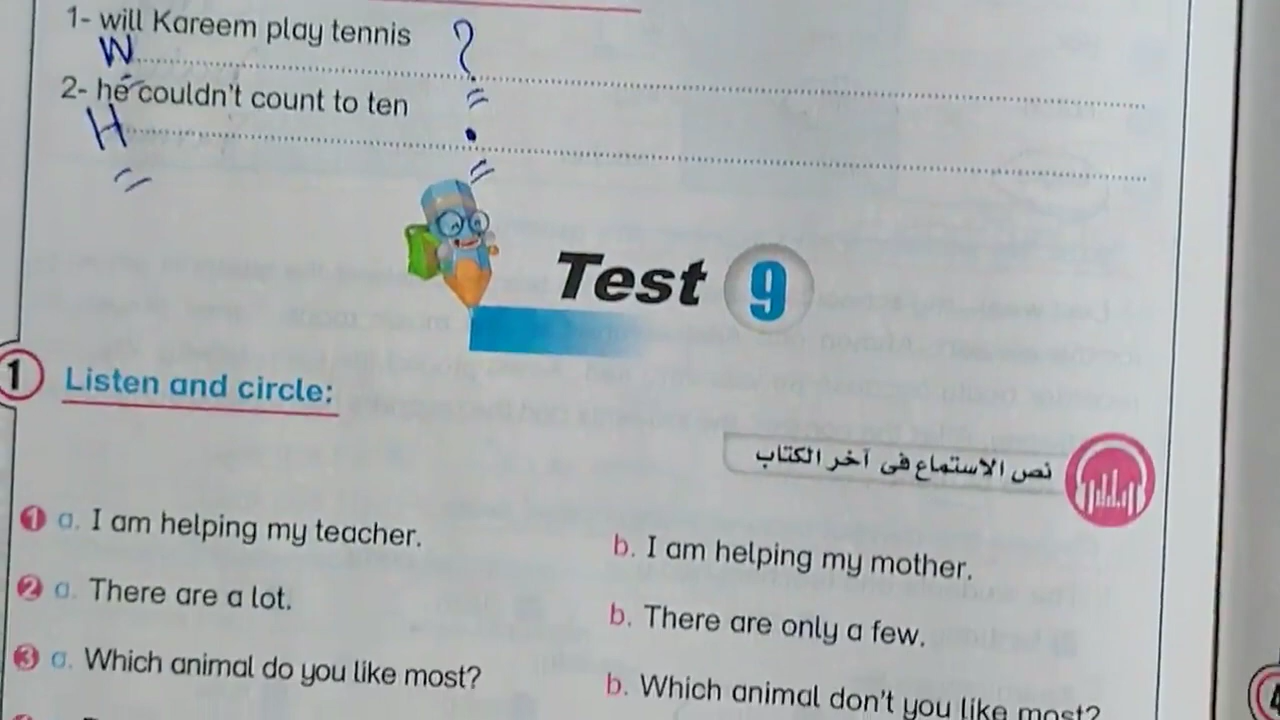 1- will Kareem play tennis ?
W
2- he couldn't count to ten .
H
Test 9
1 Listen and circle:
نص الاستماع فى آخر الكتاب
1 a. I am helping my teacher. b. I am helping my mother.
2 a. There are a lot. b. There are only a few.
3 a. Which animal do you like most? b. Which animal don't you like most?